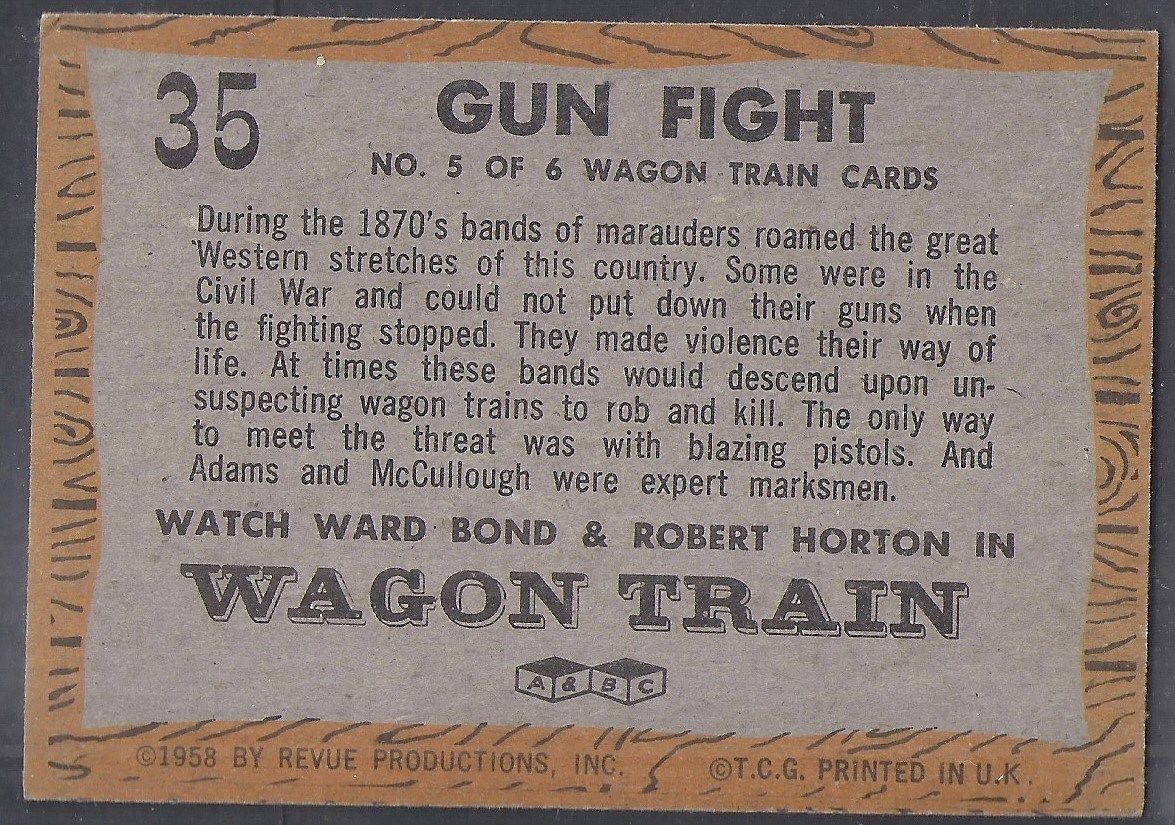 35
GUN FIGHT
NO. 5 OF 6 WAGON TRAIN CARDS
During the 1870's bands of marauders roamed the great
Western stretches of this country. Some were in the
Civil War and could not put down their guns when
the fighting stopped. They made violence their way of
life. At times these bands would descend upon un-
suspecting wagon trains to rob and kill. The only way
to meet the threat was with blazing pistols. And
Adams and McCullough were expert marksmen.
WATCH WARD BOND & ROBERT HORTON IN
WAGON TRAIN
A & B C
©1958 BY REVUE PRODUCTIONS, INC. ©T.C.G. PRINTED IN U.K.